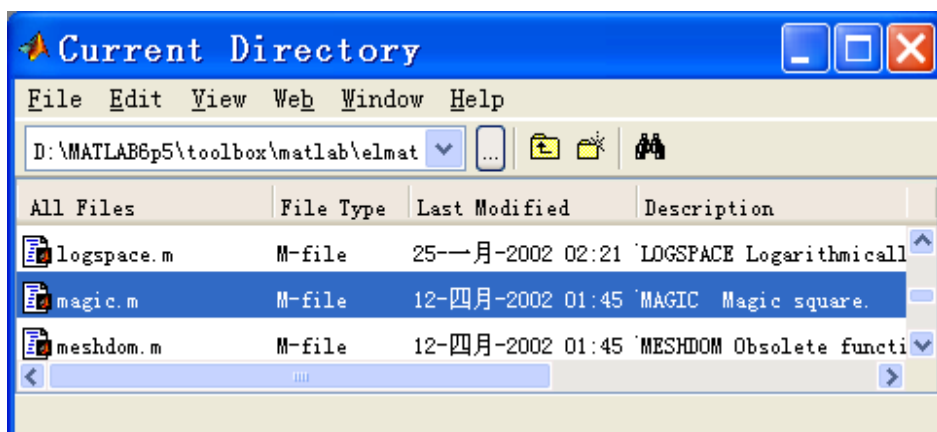 Current Directory
File Edit View Web Window Help
D:\MATLAB6p5\toolbox\matlab\elmat ...
All Files File Type Last Modified Description
logspace.m M-file 25-一月-2002 02:21 LOGSPACE Logarithmicall
magic.m M-file 12-四月-2002 01:45 MAGIC Magic square.
meshdom.m M-file 12-四月-2002 01:45 MESHDOM Obsolete functi